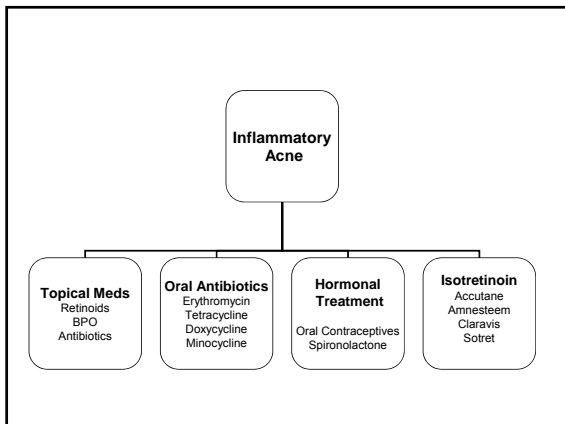 Inflammatory
Acne
Topical Meds
Retinoids
BPO
Antibiotics
Oral Antibiotics
Erythromycin
Tetracycline
Doxycycline
Minocycline
Hormonal
Treatment
Oral Contraceptives
Spironolactone
Isotretinoin
Accutane
Amnesteem
Claravis
Sotret